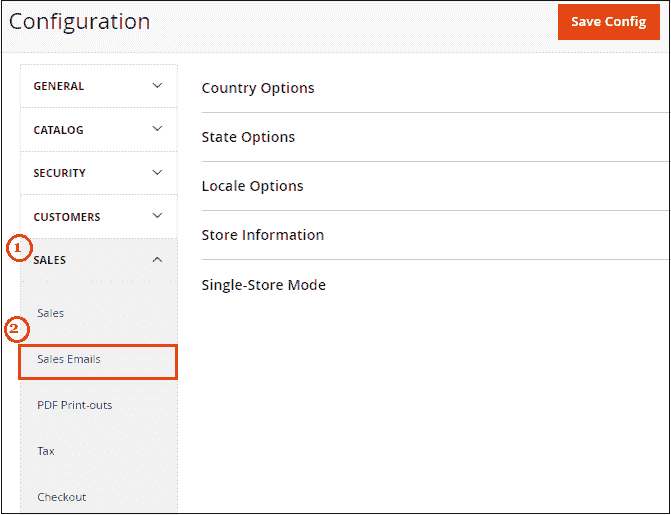 Configuration
Save Config
GENERAL
CATALOG
SECURITY
CUSTOMERS
1
SALES
Sales
2
Sales Emails
PDF Print-outs
Tax
Checkout
Country Options
State Options
Locale Options
Store Information
Single-Store Mode